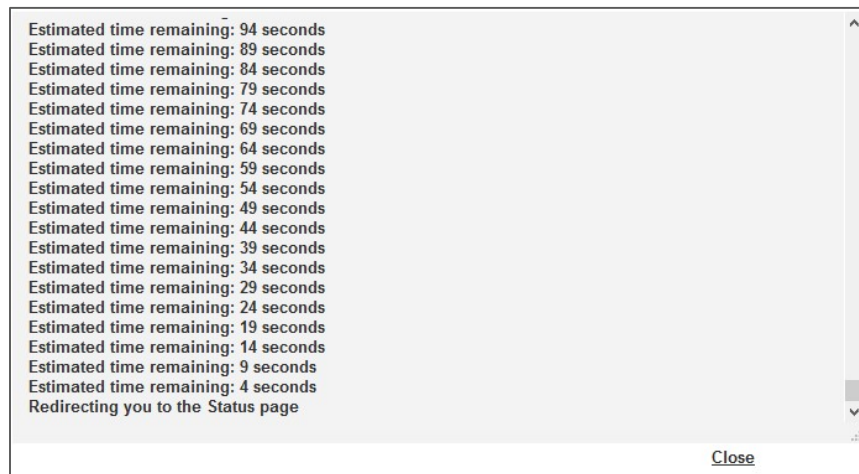 Estimated time remaining: 94 seconds
Estimated time remaining: 89 seconds
Estimated time remaining: 84 seconds
Estimated time remaining: 79 seconds
Estimated time remaining: 74 seconds
Estimated time remaining: 69 seconds
Estimated time remaining: 64 seconds
Estimated time remaining: 59 seconds
Estimated time remaining: 54 seconds
Estimated time remaining: 49 seconds
Estimated time remaining: 44 seconds
Estimated time remaining: 39 seconds
Estimated time remaining: 34 seconds
Estimated time remaining: 29 seconds
Estimated time remaining: 24 seconds
Estimated time remaining: 19 seconds
Estimated time remaining: 14 seconds
Estimated time remaining: 9 seconds
Estimated time remaining: 4 seconds
Redirecting you to the Status page
Close